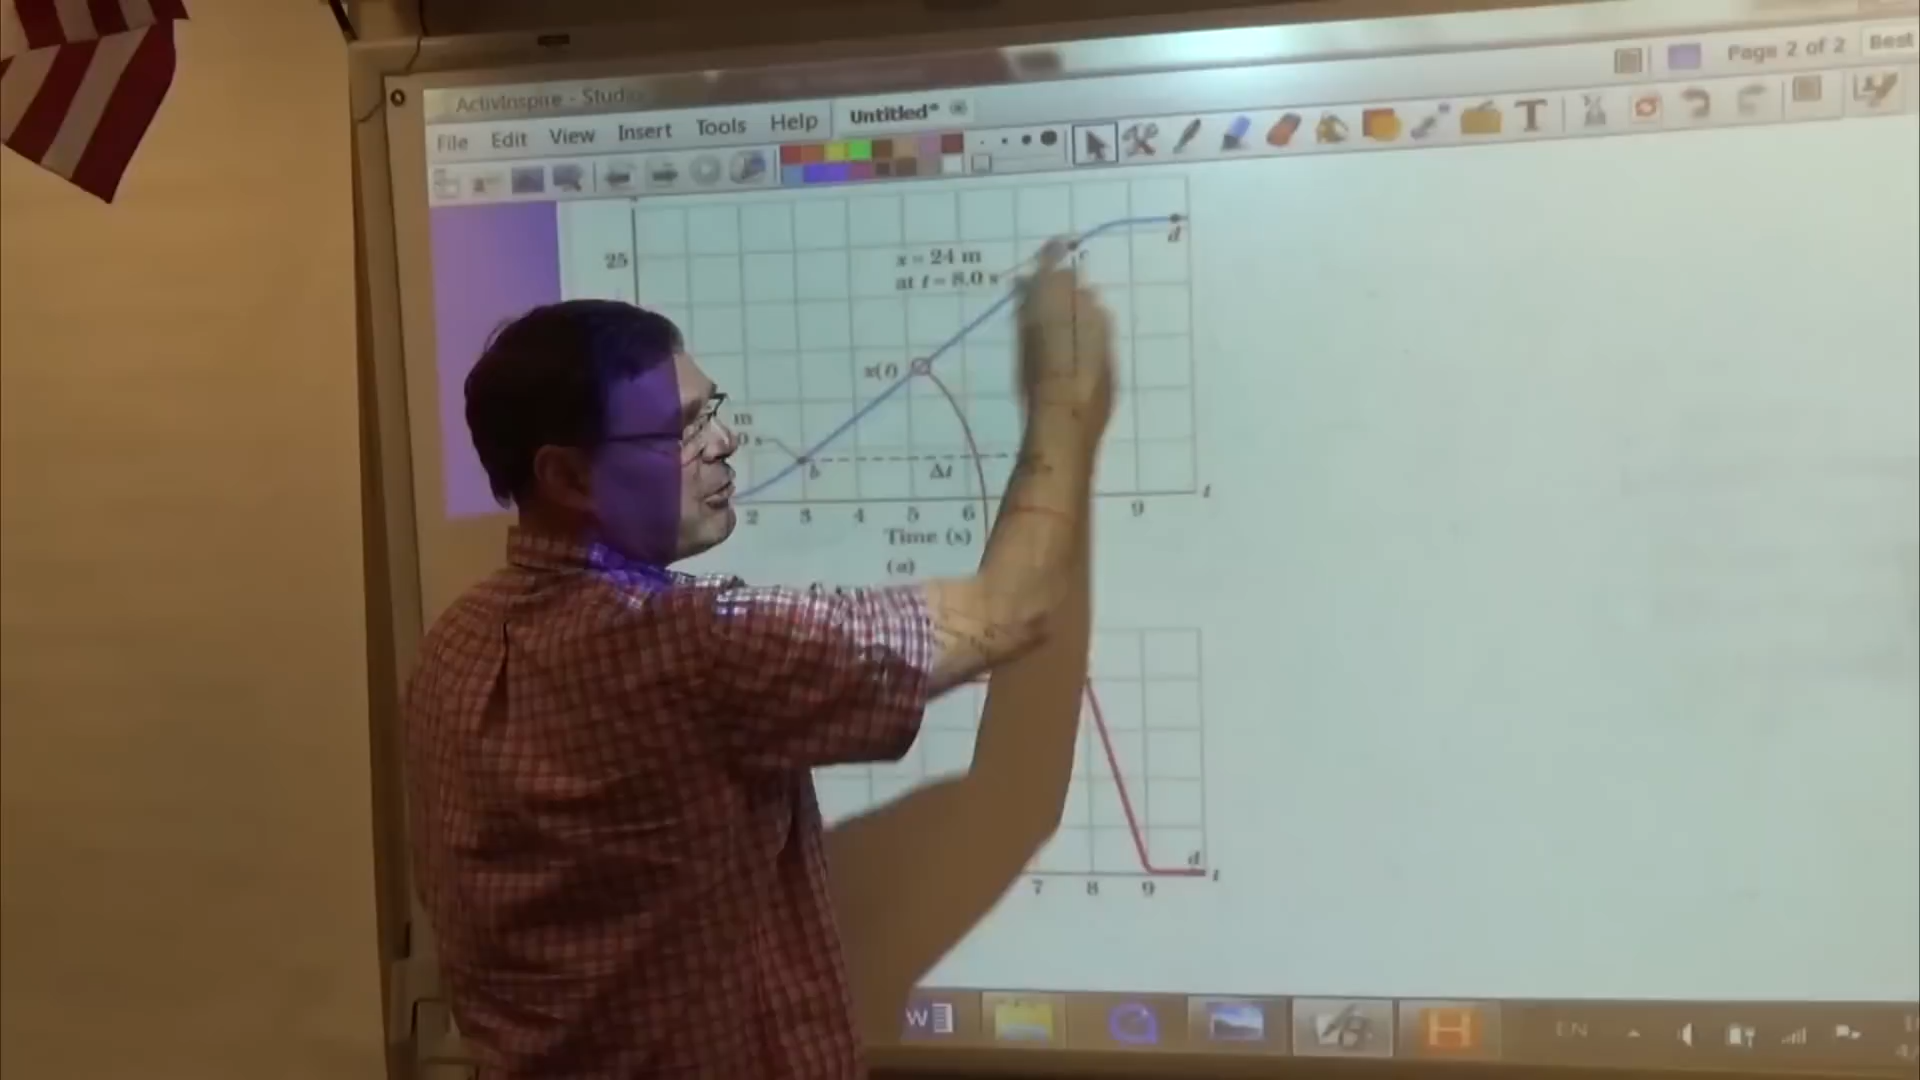 ActivInspire - Studio
Page 2 of 2
Best
File Edit View Insert Tools Help
Untitled*
T
25
x = 24 m
at t = 8.0 s
c
d
x(t)
m
0 s
b
Δt
t
2 3 4 5 6 9
Time (s)
(a)
d
t
7 8 9
W
EN